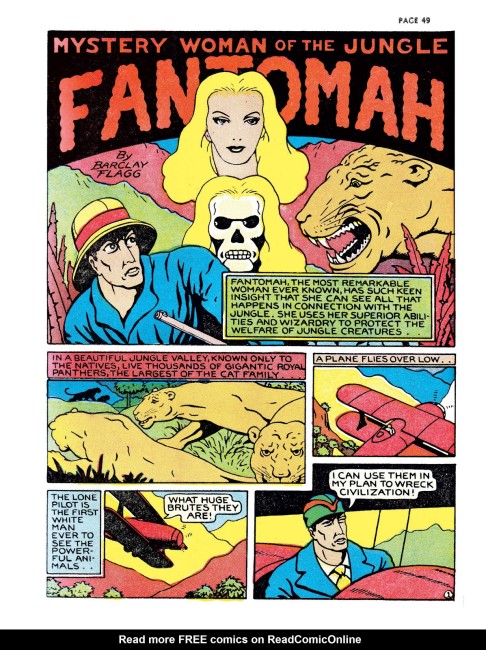 PAGE 49
MYSTERY WOMAN OF THE JUNGLE
FANTOMAH
By
BARCLAY
FLAGG
FANTOMAH, THE MOST REMARKABLE
WOMAN EVER KNOWN, HAS SUCH KEEN
INSIGHT THAT SHE CAN SEE ALL THAT
HAPPENS IN CONNECTION WITH THE
JUNGLE. SHE USES HER SUPERIOR ABILI-
TIES AND WIZARDRY TO PROTECT THE
WELFARE OF JUNGLE CREATURES . . .
IN A BEAUTIFUL JUNGLE VALLEY, KNOWN ONLY TO
THE NATIVES, LIVE THOUSANDS OF GIGANTIC ROYAL
PANTHERS, THE LARGEST OF THE CAT FAMILY
A PLANE FLIES OVER LOW . . .
THE LONE
PILOT IS
THE FIRST
WHITE
MAN
EVER TO
SEE THE
POWER-
FUL ANI-
MALS . .
WHAT HUGE
BRUTES THEY
ARE!
I CAN USE THEM IN
MY PLAN TO WRECK
CIVILIZATION!
1
Read more FREE comics on ReadComicOnline